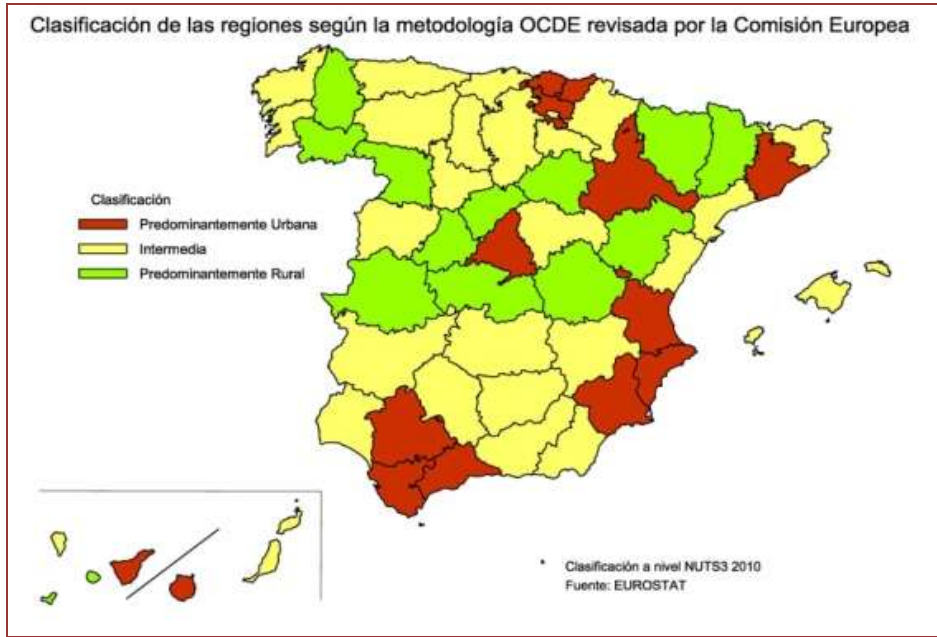 Clasificación de las regiones según la metodología OCDE revisada por la Comisión Europea
Clasificación
Predominantemente Urbana
Intermedia
Predominantemente Rural
* Clasificación a nivel NUTS3 2010
Fuente: EUROSTAT